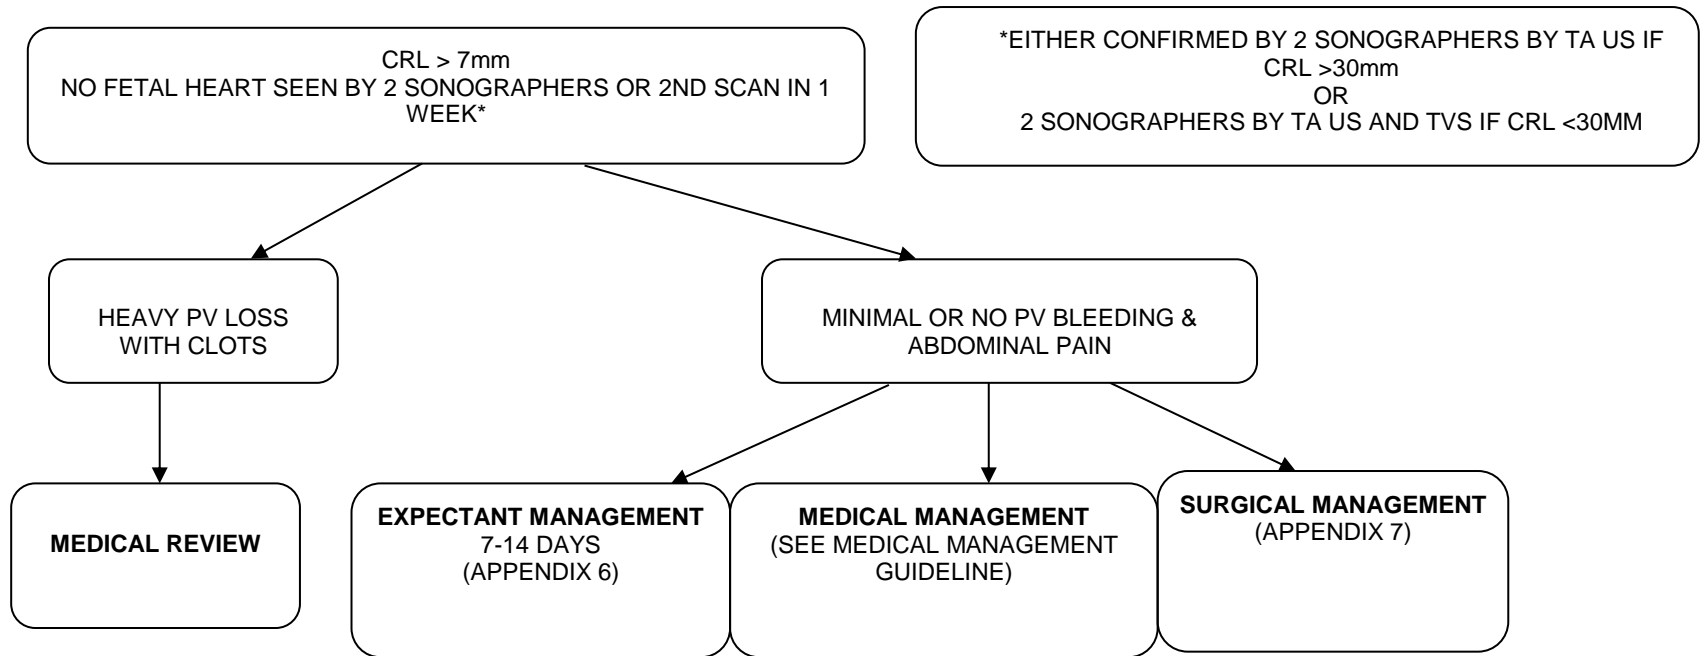 CRL > 7mm
NO FETAL HEART SEEN BY 2 SONOGRAPHERS OR 2ND SCAN IN 1
WEEK*
*EITHER CONFIRMED BY 2 SONOGRAPHERS BY TA US IF
CRL >30mm
OR
2 SONOGRAPHERS BY TA US AND TVS IF CRL <30MM
HEAVY PV LOSS
WITH CLOTS
MINIMAL OR NO PV BLEEDING &
ABDOMINAL PAIN
MEDICAL REVIEW
EXPECTANT MANAGEMENT
7-14 DAYS
(APPENDIX 6)
MEDICAL MANAGEMENT
(SEE MEDICAL MANAGEMENT
GUIDELINE)
SURGICAL MANAGEMENT
(APPENDIX 7)